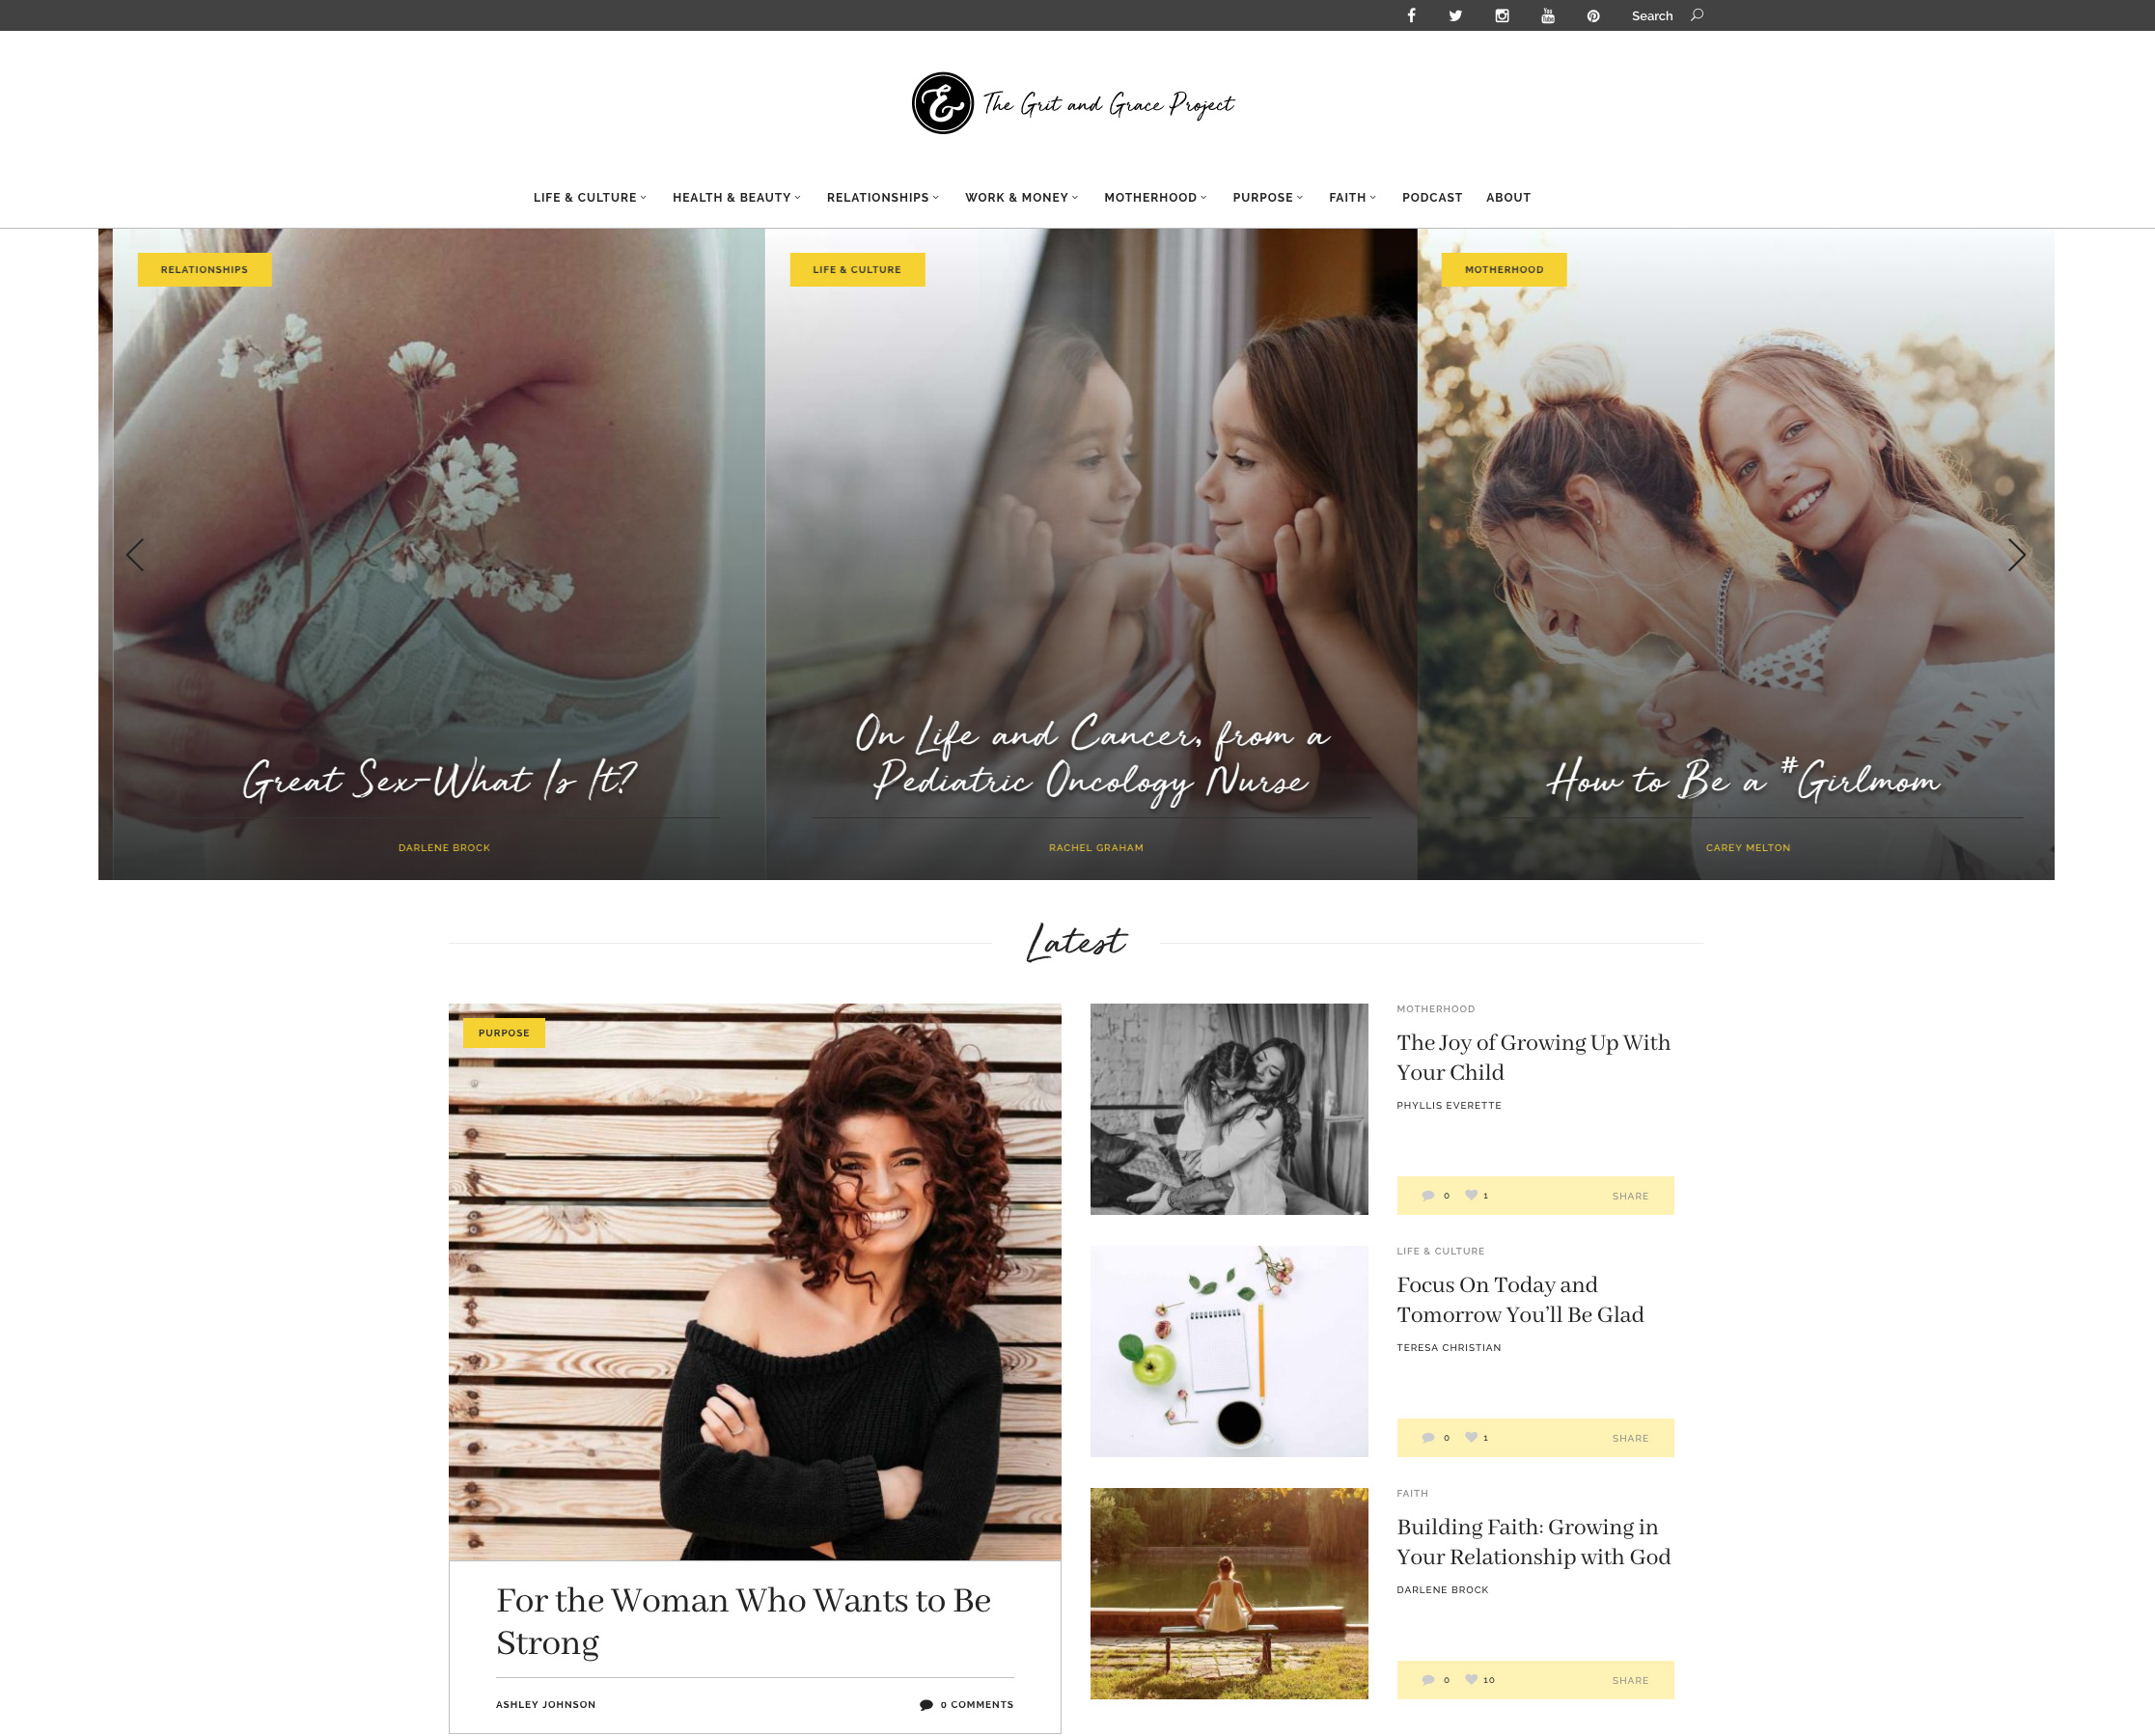 Search
& The Grit and Grace Project
LIFE & CULTURE HEALTH & BEAUTY RELATIONSHIPS WORK & MONEY MOTHERHOOD PURPOSE FAITH PODCAST ABOUT
RELATIONSHIPS
Great Sex-What Is It?
DARLENE BROCK
LIFE & CULTURE
On Life and Cancer, from a
Pediatric Oncology Nurse
RACHEL GRAHAM
MOTHERHOOD
How to Be a #Girlmom
CAREY MELTON
Latest
PURPOSE
For the Woman Who Wants to Be
Strong
ASHLEY JOHNSON
0 COMMENTS
MOTHERHOOD
The Joy of Growing Up With
Your Child
PHYLLIS EVERETTE
0 1 SHARE
LIFE & CULTURE
Focus On Today and
Tomorrow You’ll Be Glad
TERESA CHRISTIAN
0 1 SHARE
FAITH
Building Faith: Growing in
Your Relationship with God
DARLENE BROCK
0 10 SHARE